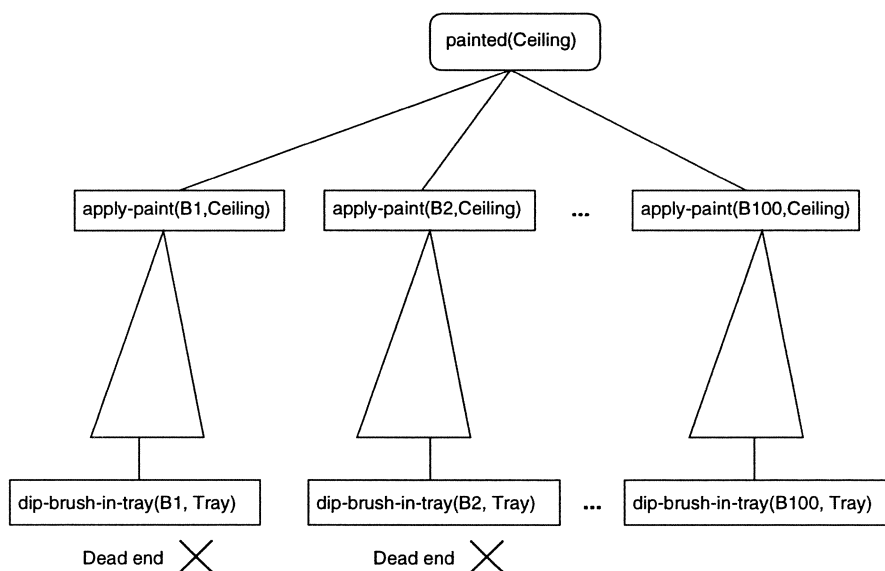 painted(Ceiling)
apply-paint(B1,Ceiling) apply-paint(B2,Ceiling) ... apply-paint(B100,Ceiling)
dip-brush-in-tray(B1, Tray) dip-brush-in-tray(B2, Tray) ... dip-brush-in-tray(B100, Tray)
Dead end Dead end